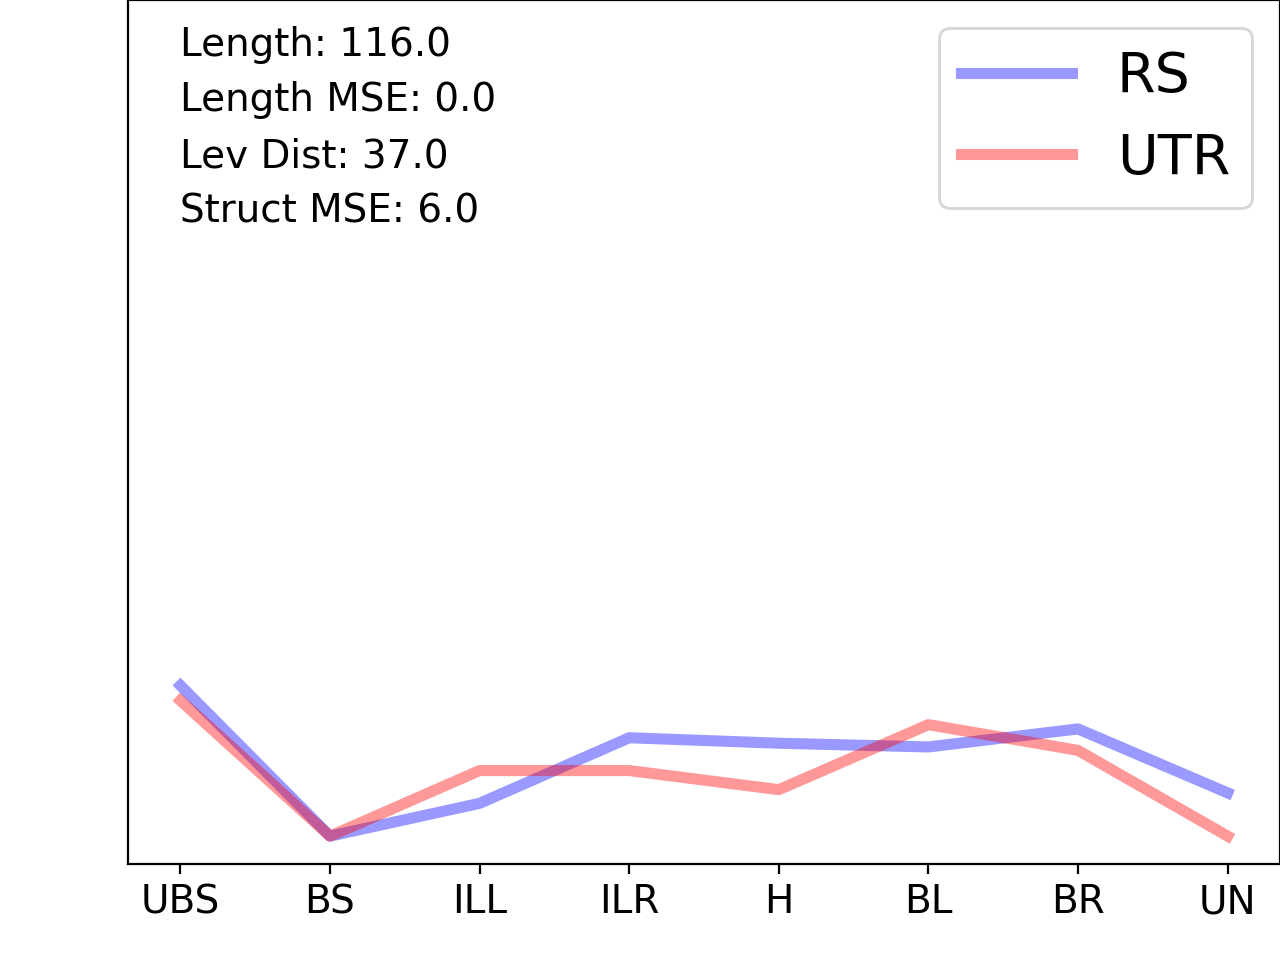 Length: 116.0
Length MSE: 0.0
Lev Dist: 37.0
Struct MSE: 6.0
RS
UTR
UBS BS ILL ILR H BL BR UN